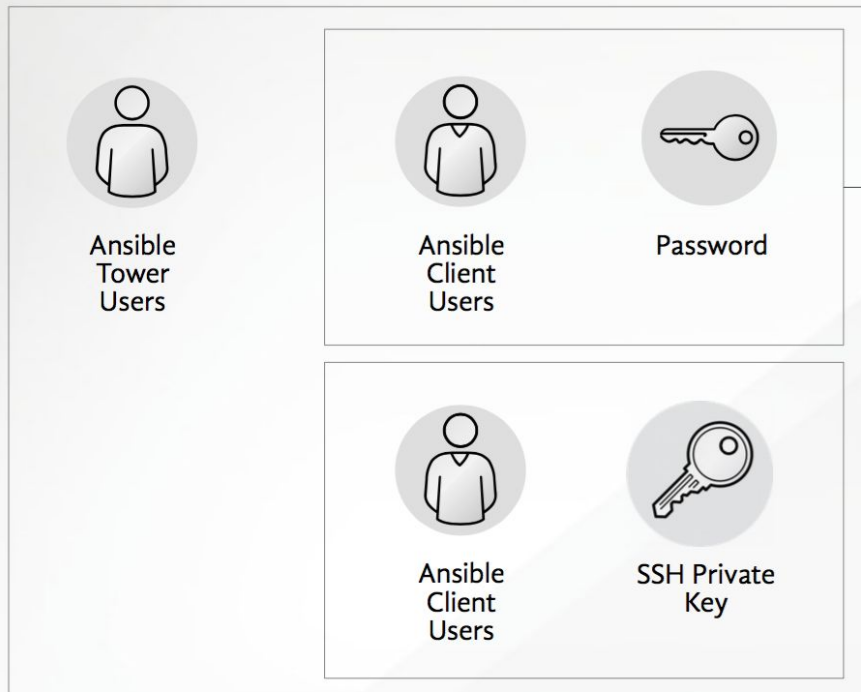 Ansible
Tower
Users
Ansible
Client
Users
Password
Ansible
Client
Users
SSH Private
Key